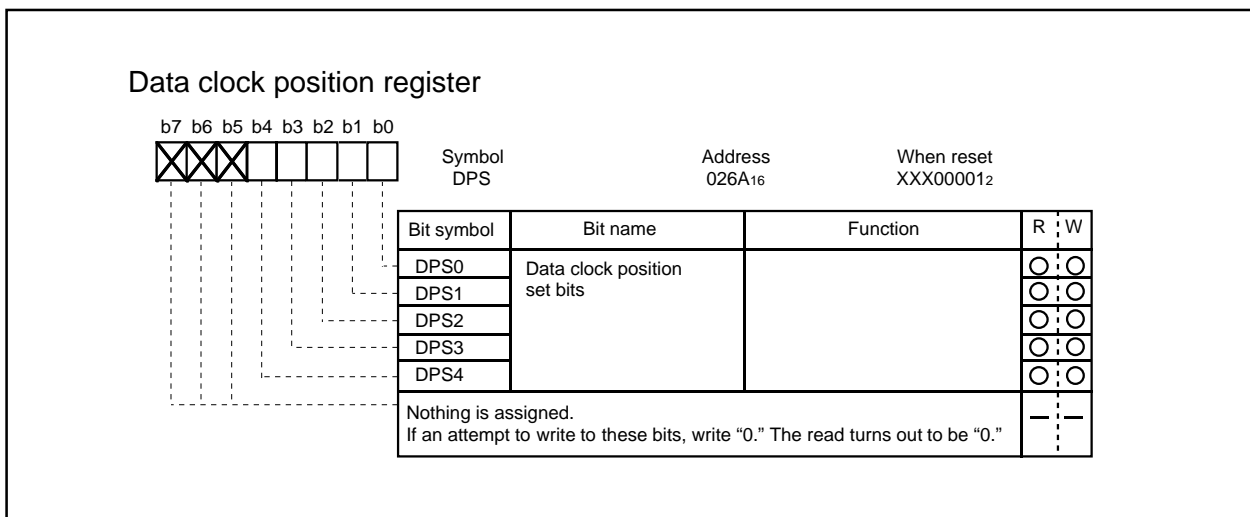 Data clock position register
b7 b6 b5 b4 b3 b2 b1 b0
Symbol Address When reset
DPS 026A16 XXX000012
Bit symbol Bit name Function R W
DPS0 Data clock position
DPS1 set bits
DPS2
DPS3
DPS4
Nothing is assigned.
If an attempt to write to these bits, write “0.” The read turns out to be “0.”